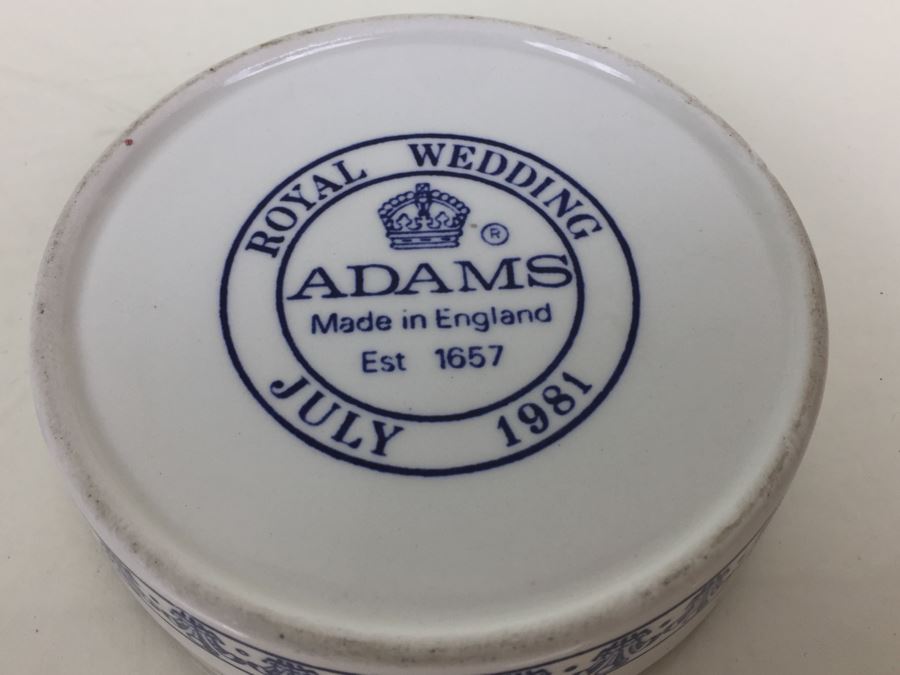 ROYAL WEDDING
®
ADAMS
Made in England
Est 1657
JULY 1981